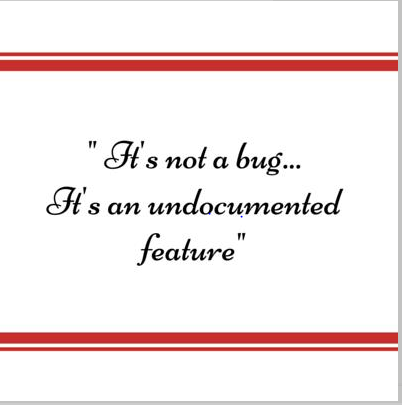 " It's not a bug...
It's an undocumented
feature"